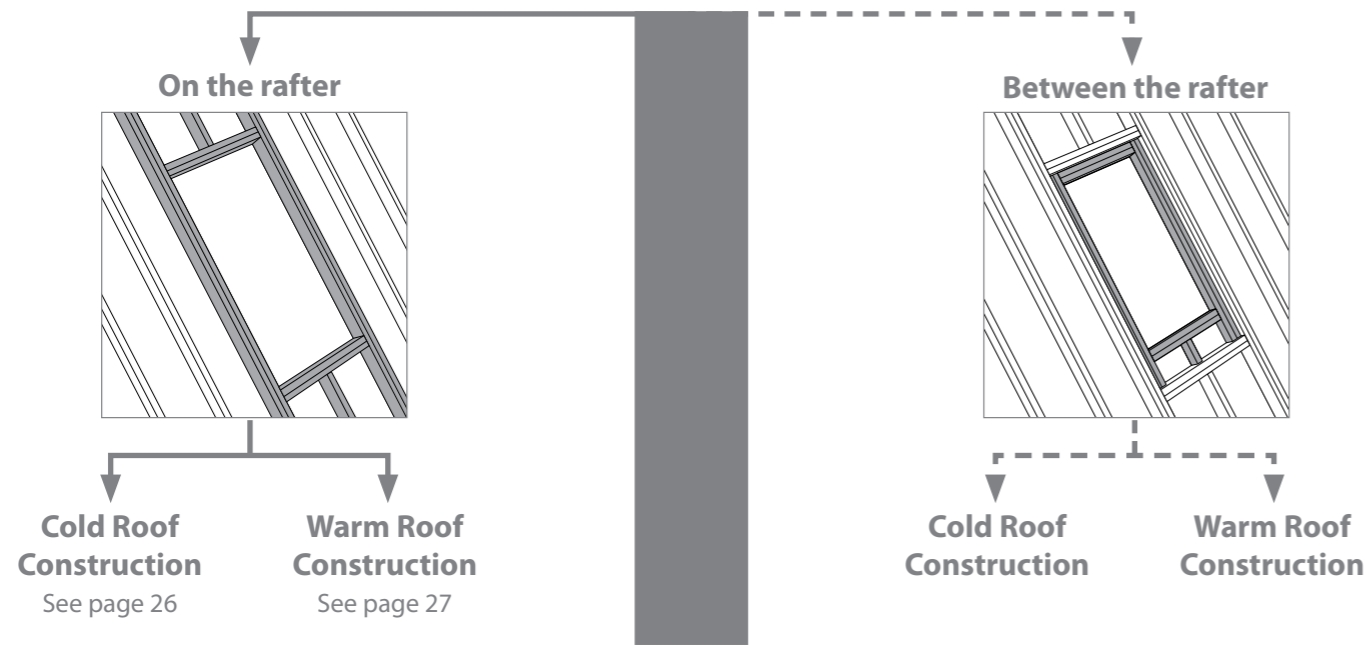 On the rafter
Between the rafter
Cold Roof
Construction
See page 26
Warm Roof
Construction
See page 27
Cold Roof
Construction
Warm Roof
Construction